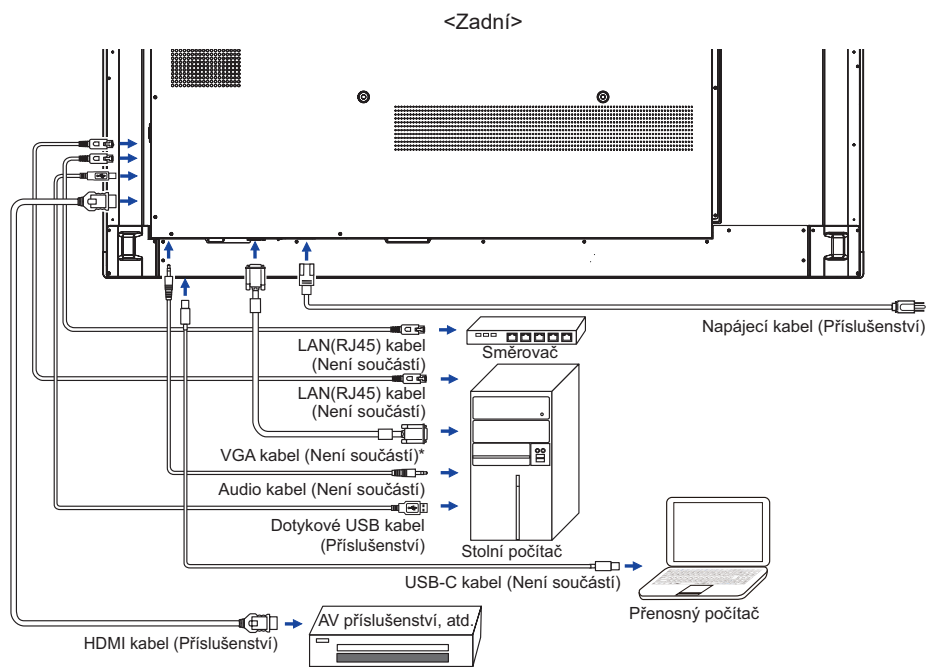 <Zadní>
Napájecí kabel (Příslušenství)
LAN(RJ45) kabel
(Není součástí)
Směrovač
LAN(RJ45) kabel
(Není součástí)
VGA kabel (Není součástí)*
Audio kabel (Není součástí)
Dotykové USB kabel
(Příslušenství)
Stolní počítač
USB-C kabel (Není součástí)
Přenosný počítač
AV příslušenství, atd.
HDMI kabel (Příslušenství)